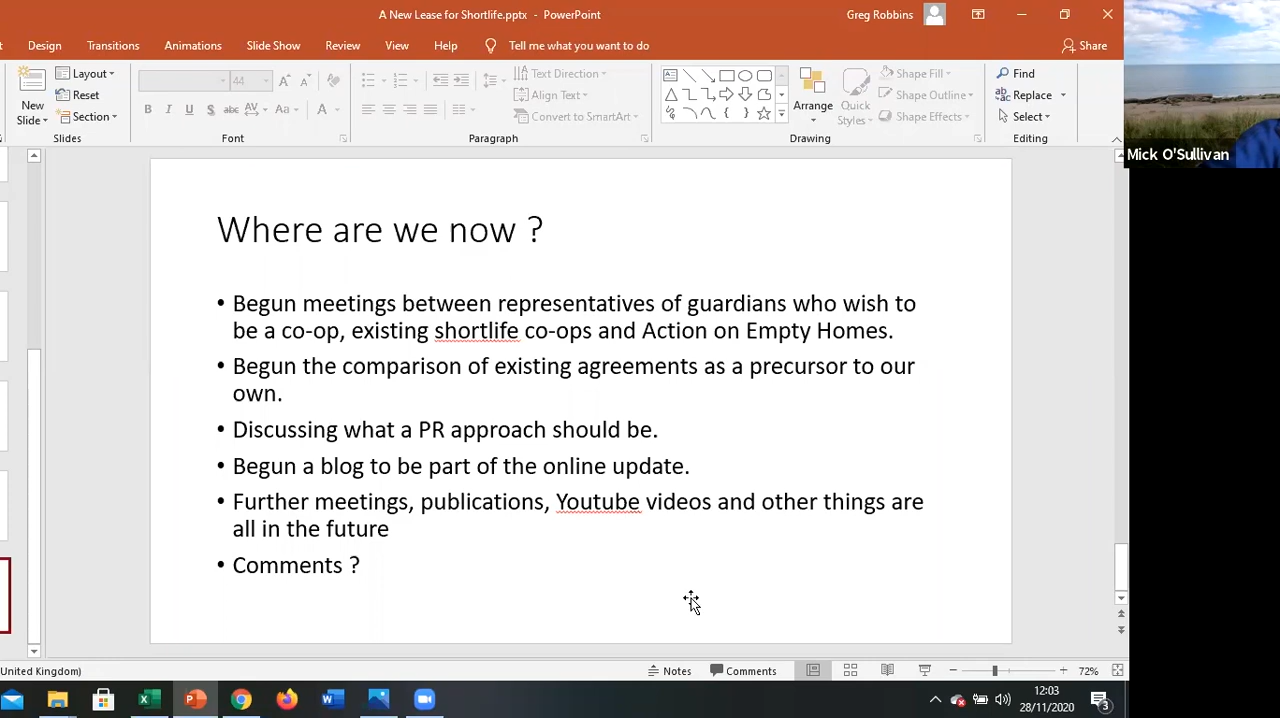 A New Lease for Shortlife.pptx - PowerPoint
Greg Robbins
Design Transitions Animations Slide Show Review View Help Tell me what you want to do Share
New Slide
Layout
Reset
Section
Slides
44
B I U S abc AV Aa A
Font
Paragraph
Text Direction
Align Text
Convert to SmartArt
Arrange
Quick Styles
Drawing
Shape Fill
Shape Outline
Shape Effects
Find
Replace
Select
Editing
Mick O'Sullivan
Where are we now ?
• Begun meetings between representatives of guardians who wish to
be a co-op, existing shortlife co-ops and Action on Empty Homes.
• Begun the comparison of existing agreements as a precursor to our
own.
• Discussing what a PR approach should be.
• Begun a blog to be part of the online update.
• Further meetings, publications, Youtube videos and other things are
all in the future
• Comments ?
United Kingdom)
Notes Comments 72%
12:03
28/11/2020
3